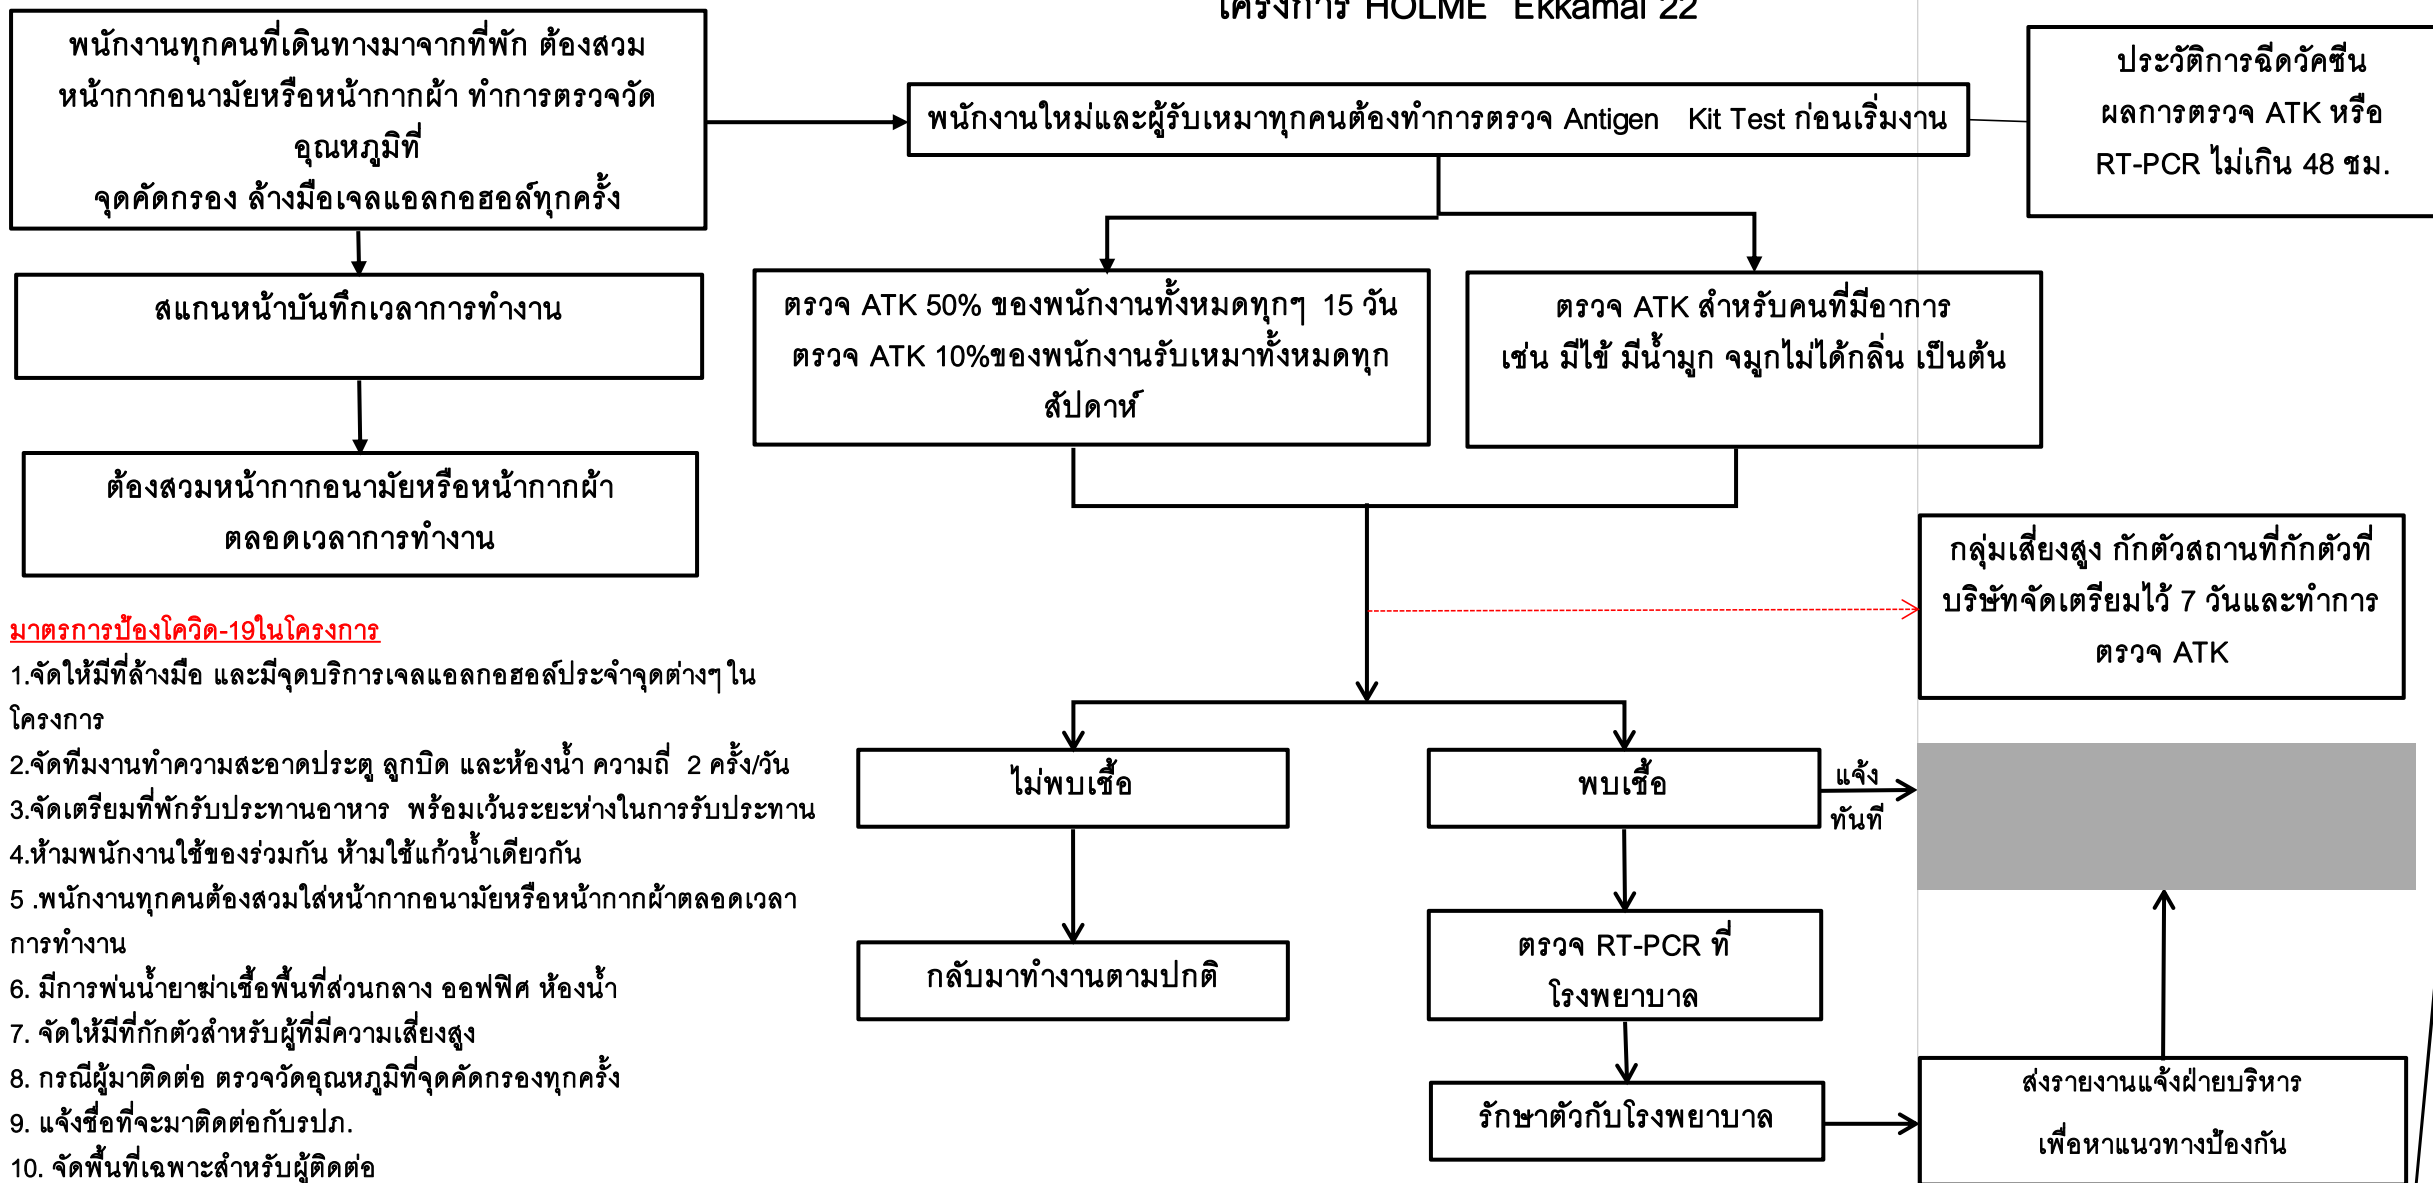 โครงการ HOLME Ekkamai 22
พนักงานทุกคนที่เดินทางมาจากที่พัก ต้องสวม
หน้ากากอนามัยหรือหน้ากากผ้า ทำการตรวจวัด
อุณหภูมิที่
จุดคัดกรอง ล้างมือเจลแอลกอฮอล์ทุกครั้ง
พนักงานใหม่และผู้รับเหมาทุกคนต้องทำการตรวจ Antigen Kit Test ก่อนเริ่มงาน
ประวัติการฉีดวัคซีน
ผลการตรวจ ATK หรือ
RT-PCR ไม่เกิน 48 ชม.
สแกนหน้าบันทึกเวลาการทำงาน
ตรวจ ATK 50% ของพนักงานทั้งหมดทุกๆ 15 วัน
ตรวจ ATK 10%ของพนักงานรับเหมาทั้งหมดทุก
สัปดาห์
ตรวจ ATK สำหรับคนที่มีอาการ
เช่น มีไข้ มีน้ำมูก จมูกไม่ได้กลิ่น เป็นต้น
ต้องสวมหน้ากากอนามัยหรือหน้ากากผ้า
ตลอดเวลาการทำงาน
กลุ่มเสี่ยงสูง กักตัวสถานที่กักตัวที่
บริษัทจัดเตรียมไว้ 7 วันและทำการ
ตรวจ ATK
มาตรการป้องโควิด-19ในโครงการ
1.จัดให้มีที่ล้างมือ และมีจุดบริการเจลแอลกอฮอล์ประจำจุดต่างๆ ใน
โครงการ
2.จัดทีมงานทำความสะอาดประตู ลูกบิด และห้องน้ำ ความถี่ 2 ครั้ง/วัน
3.จัดเตรียมที่พักรับประทานอาหาร พร้อมเว้นระยะห่างในการรับประทาน
4.ห้ามพนักงานใช้ของร่วมกัน ห้ามใช้แก้วน้ำเดียวกัน
5 .พนักงานทุกคนต้องสวมใส่หน้ากากอนามัยหรือหน้ากากผ้าตลอดเวลา
การทำงาน
6. มีการพ่นน้ำยาฆ่าเชื้อพื้นที่ส่วนกลาง ออฟฟิศ ห้องน้ำ
7. จัดให้มีที่กักตัวสำหรับผู้ที่มีความเสี่ยงสูง
8. กรณีผู้มาติดต่อ ตรวจวัดอุณหภูมิที่จุดคัดกรองทุกครั้ง
9. แจ้งชื่อที่จะมาติดต่อกับรปภ.
10. จัดพื้นที่เฉพาะสำหรับผู้ติดต่อ
ไม่พบเชื้อ
พบเชื้อ
แจ้ง
ทันที
กลับมาทำงานตามปกติ
ตรวจ RT-PCR ที่
โรงพยาบาล
รักษาตัวกับโรงพยาบาล
ส่งรายงานแจ้งฝ่ายบริหาร
เพื่อหาแนวทางป้องกัน